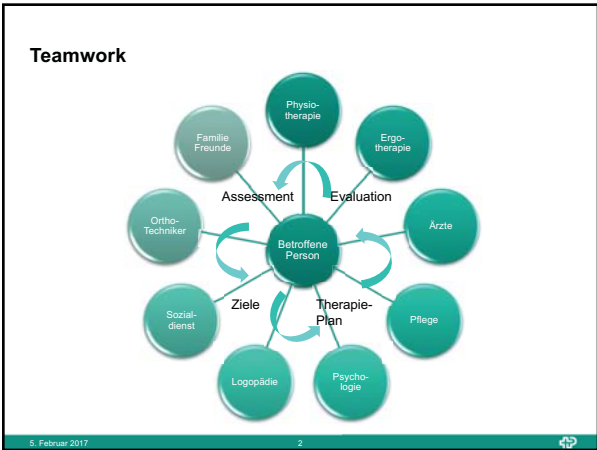 Teamwork
Physio-
therapie
Familie
Freunde
Ergo-
therapie
Assessment
Evaluation
Ortho-
Techniker
Betroffene
Person
Ärzte
Ziele
Therapie-
Plan
Sozial-
dienst
Pflege
Logopädie
Psycho-
logie
5. Februar 2017
2